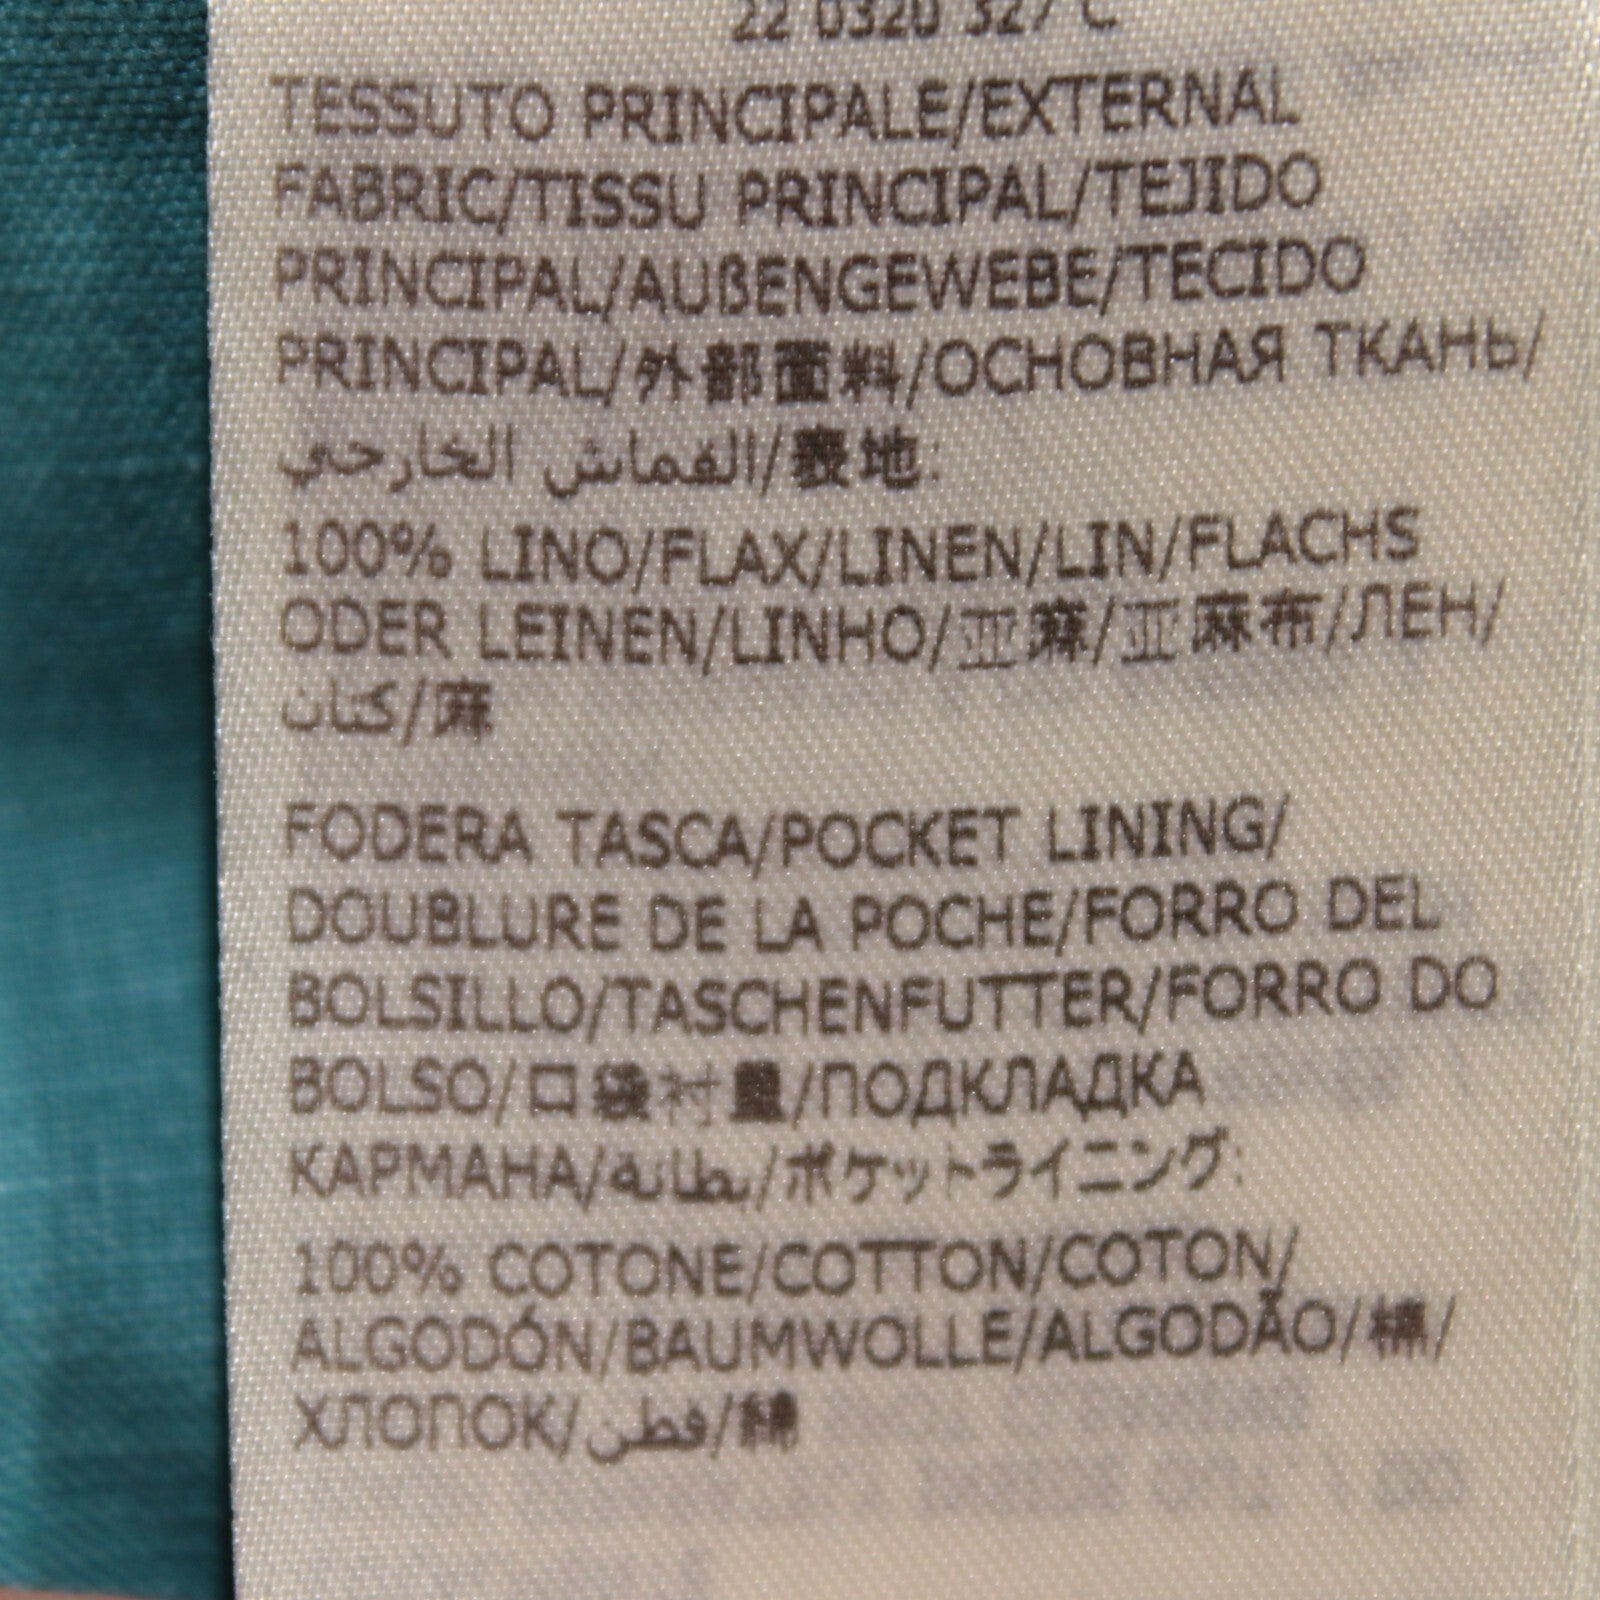 22 0320 327 C
TESSUTO PRINCIPALE/EXTERNAL
FABRIC/TISSU PRINCIPAL/TEJIDO
PRINCIPAL/AUßENGEWEBE/TECIDO
PRINCIPAL/外部面料/ОСНОВНАЯ ТКАНЬ/
القماش الخارجي/表地:
100% LINO/FLAX/LINEN/LIN/FLACHS
ODER LEINEN/LINHO/亚麻/亚麻布/ЛЕН/
كتان/麻
FODERA TASCA/POCKET LINING/
DOUBLURE DE LA POCHE/FORRO DEL
BOLSILLO/TASCHENFUTTER/FORRO DO
BOLSO/口袋衬里/ПОДКЛАДКА
КАРМАНА/بطانة/ポケットライニング:
100% COTONE/COTTON/COTON/
ALGODÓN/BAUMWOLLE/ALGODÃO/棉/
ХЛОПОК/قطن/綿